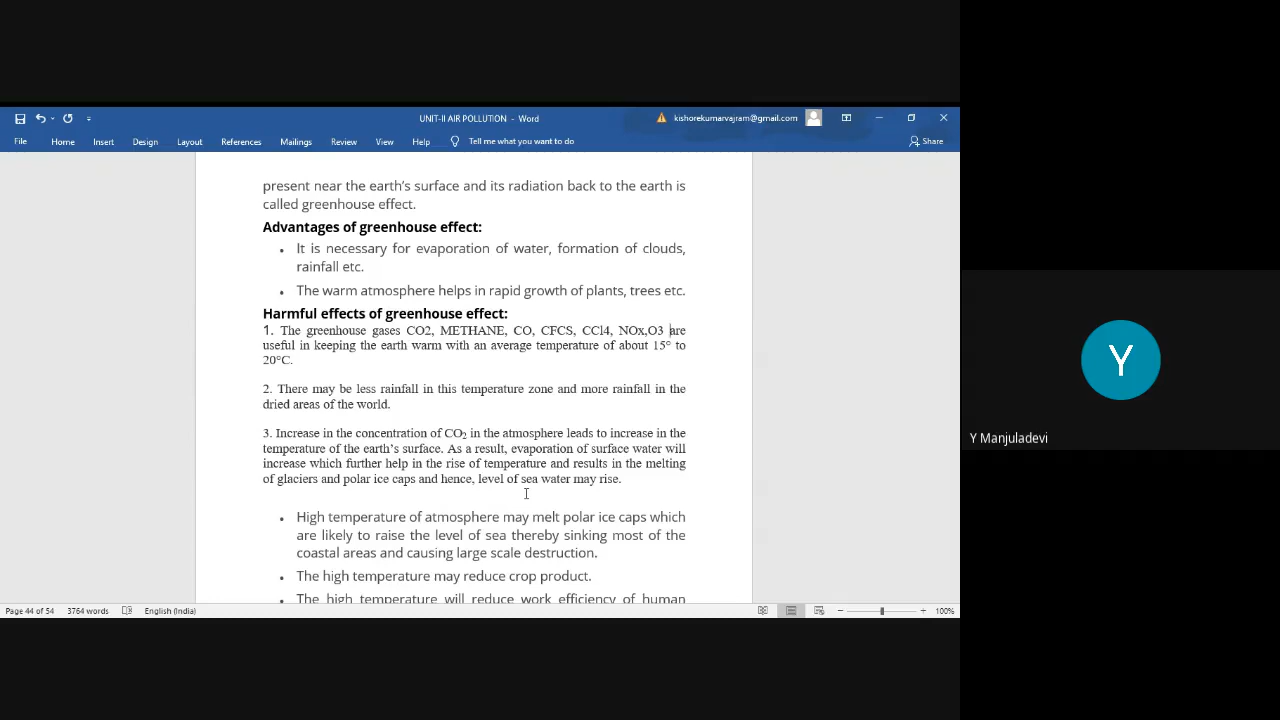 UNIT-II AIR POLLUTION - Word
kishorekumarvajram@gmail.com
File Home Insert Design Layout References Mailings Review View Help Tell me what you want to do Share
present near the earth's surface and its radiation back to the earth is
called greenhouse effect.
Advantages of greenhouse effect:
• It is necessary for evaporation of water, formation of clouds,
rainfall etc.
• The warm atmosphere helps in rapid growth of plants, trees etc.
Harmful effects of greenhouse effect:
1. The greenhouse gases CO2, METHANE, CO, CFCS, CCl4, NOx,O3 are
useful in keeping the earth warm with an average temperature of about 15° to
20°C.
2. There may be less rainfall in this temperature zone and more rainfall in the
dried areas of the world.
3. Increase in the concentration of CO₂ in the atmosphere leads to increase in the
temperature of the earth's surface. As a result, evaporation of surface water will
increase which further help in the rise of temperature and results in the melting
of glaciers and polar ice caps and hence, level of sea water may rise.
• High temperature of atmosphere may melt polar ice caps which
are likely to raise the level of sea thereby sinking most of the
coastal areas and causing large scale destruction.
• The high temperature may reduce crop product.
• The high temperature will reduce work efficiency of human
Page 44 of 54 3764 words English (India) 100%
Y
Y Manjuladevi